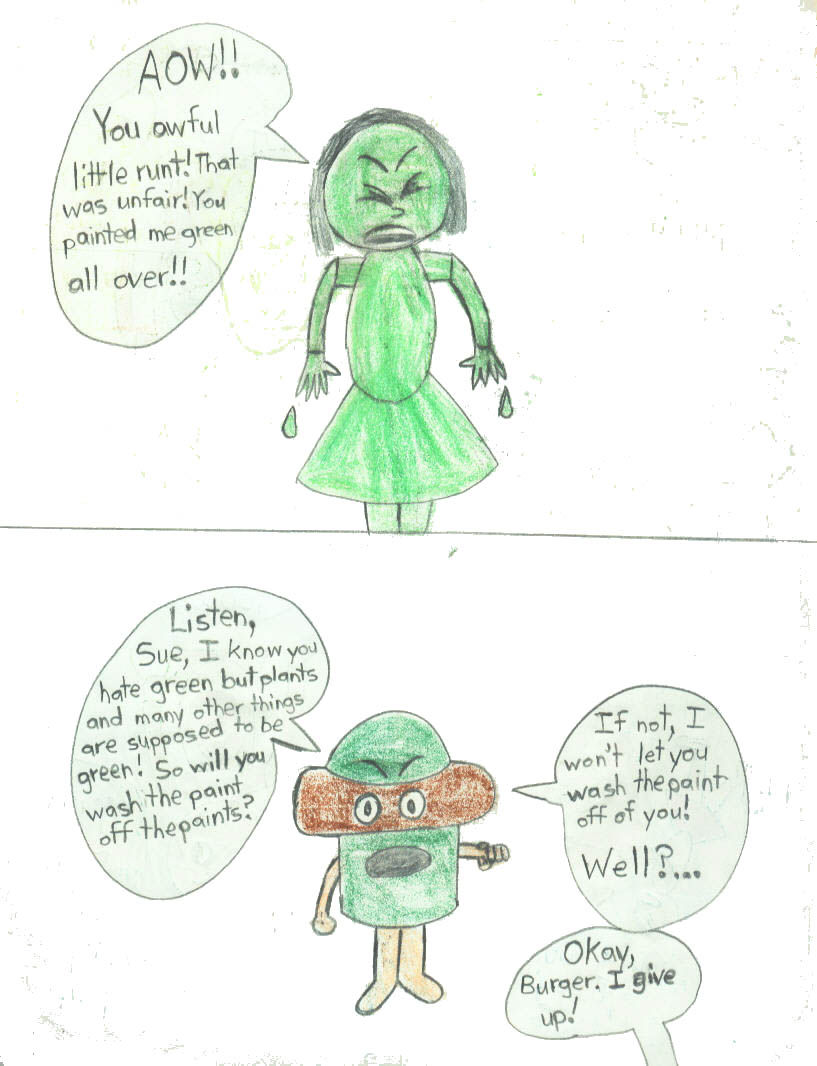 AOW!!
You awful
little runt! That
was unfair! You
painted me green
all over!!
Listen,
Sue, I know you
hate green but plants
and many other things
are supposed to be
green! So will you
wash the paint
off the paints?
If not, I
won't let you
wash the paint
off of you!
Well?...
Okay,
Burger. I give
up!